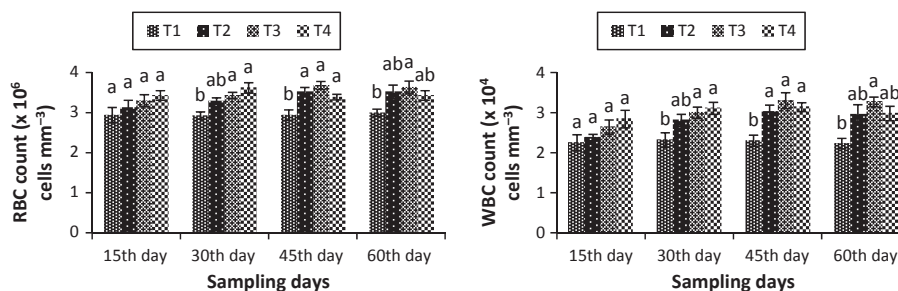 T1 T2 T3 T4
RBC count (x 10⁶
cells mm⁻³)
4
3
2
1
0
a a a a
b ab a a
b a a a
b ab a ab
15th day 30th day 45th day 60th day
Sampling days
T1 T2 T3 T4
WBC count (x 10⁴
cells mm⁻³)
4
3
2
1
0
a a a a
b ab a a
b a a a
b ab a ab
15th day 30th day 45th day 60th day
Sampling days